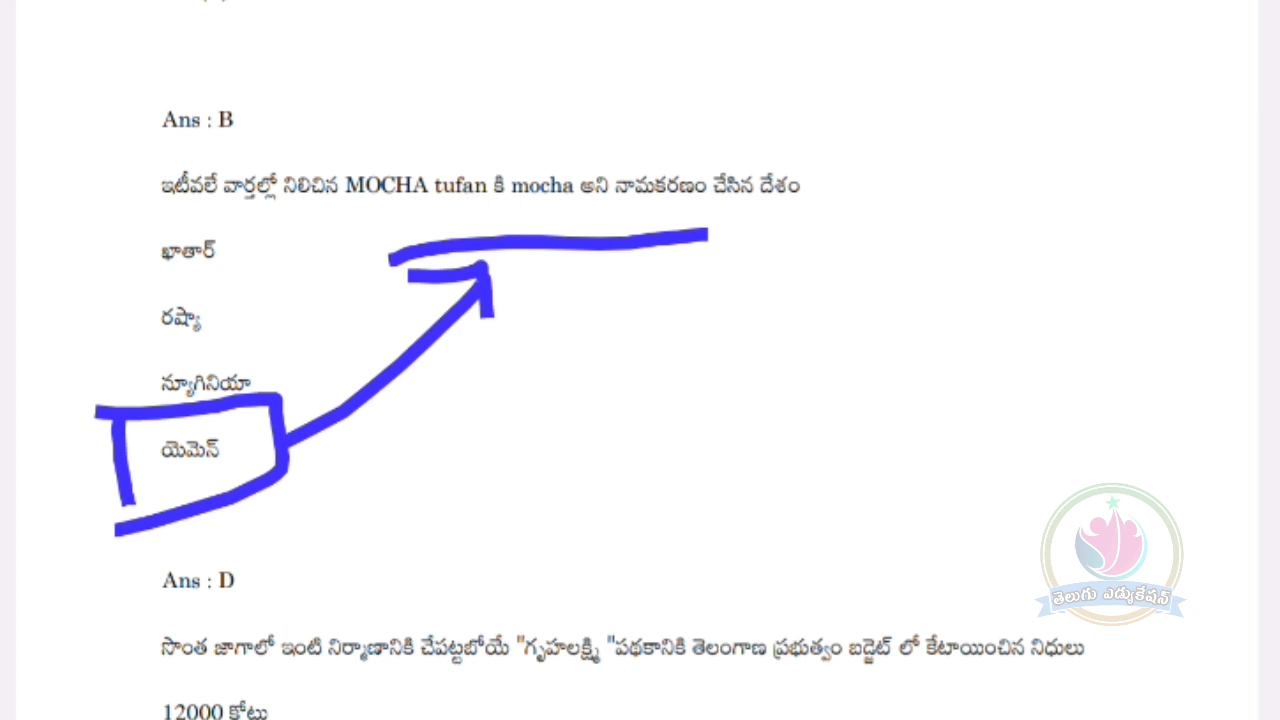 Ans : B
ఇటీవలే వార్తల్లో నిలిచిన MOCHA tufan కి mocha అని నామకరణం చేసిన దేశం
ఖాతార్
రష్యా
న్యూగినియా
యెమెన్
Ans : D
తెలుగు ఎడ్యుకేషన్
సొంత జాగాలో ఇంటి నిర్మాణానికి చేపట్టబోయే "గృహలక్ష్మి "పథకానికి తెలంగాణ ప్రభుత్వం బడ్జెట్ లో కేటాయించిన నిధులు
12000 కోట్లు